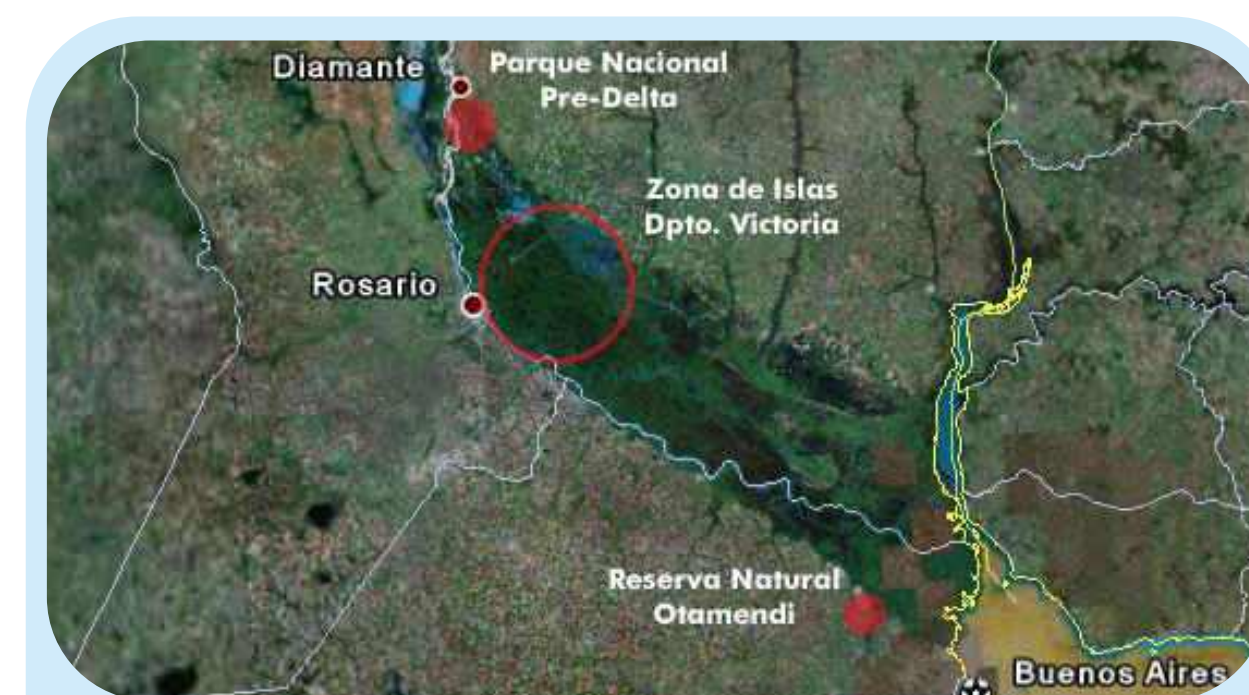 Diamante
Parque Nacional
Pre-Delta
Zona de Islas
Dpto. Victoria
Rosario
Reserva Natural
Otamendi
Buenos Aires